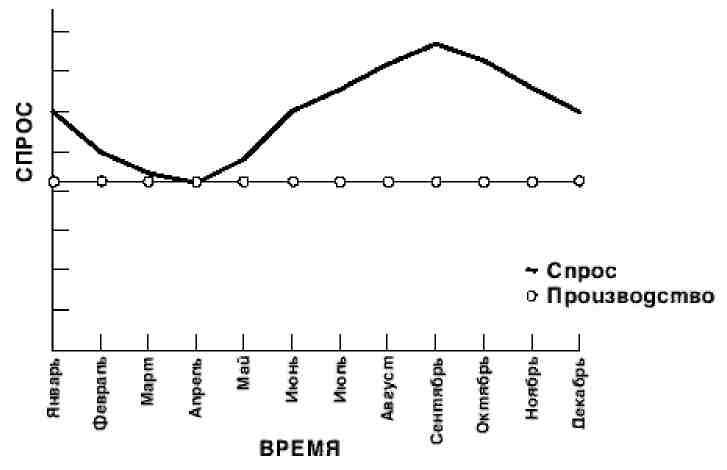 СПРОС
Спрос
Производство
Январь
Февраль
Март
Апрель
Май
Июнь
Июль
Август
Сентябрь
Октябрь
Ноябрь
Декабрь
ВРЕМЯ